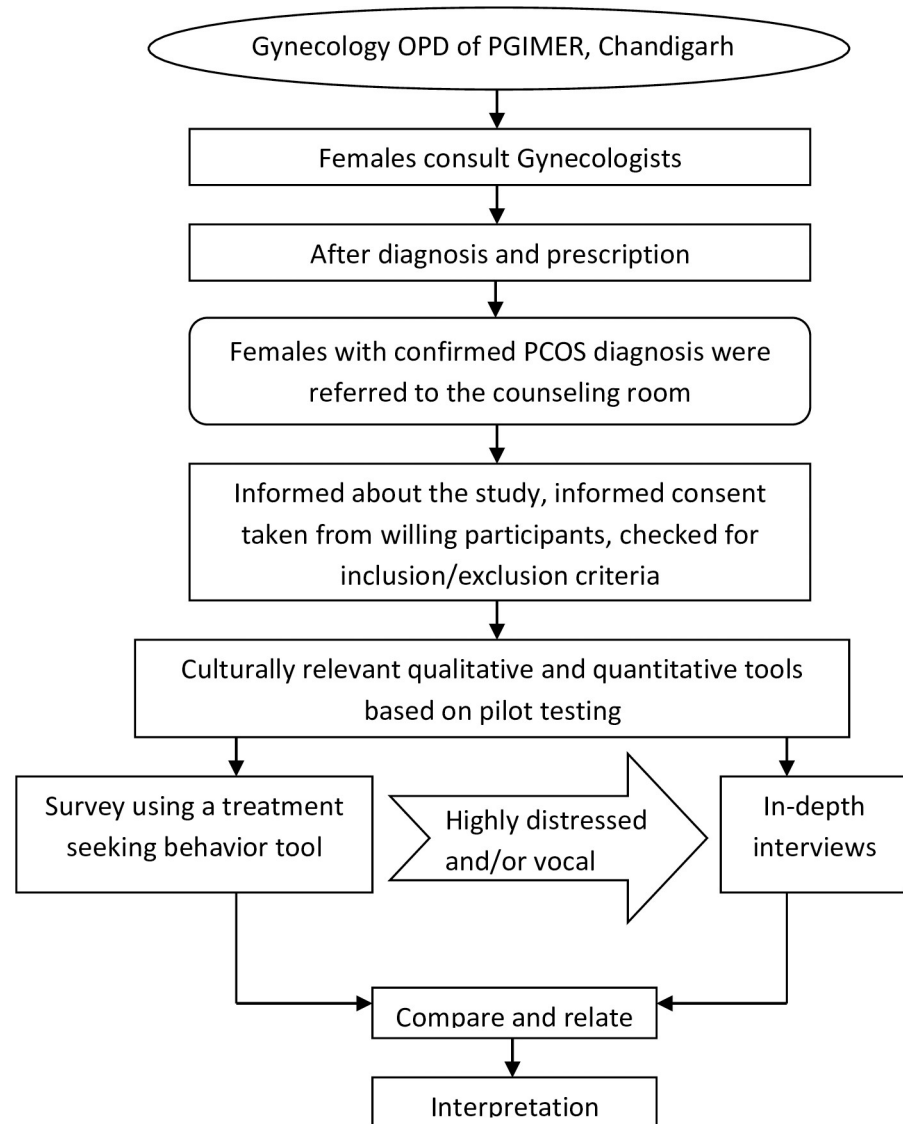 Gynecology OPD of PGIMER, Chandigarh
Females consult Gynecologists
After diagnosis and prescription
Females with confirmed PCOS diagnosis were
referred to the counseling room
Informed about the study, informed consent
taken from willing participants, checked for
inclusion/exclusion criteria
Culturally relevant qualitative and quantitative tools
based on pilot testing
Survey using a treatment
seeking behavior tool
Highly distressed
and/or vocal
In-depth
interviews
Compare and relate
Interpretation